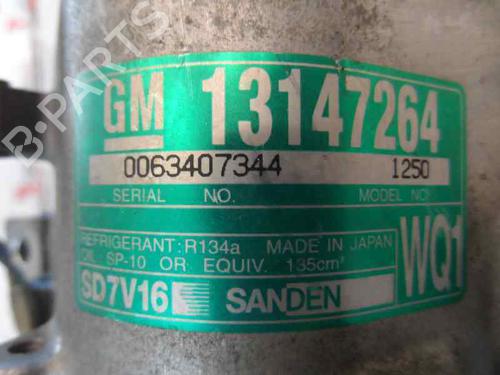 GM 13147264
0063407344 1250
SERIAL NO. MODEL NO.
REFRIGERANT: R134a MADE IN JAPAN
OIL SP-10 OR EQUIV. 135cm³
WQ1
SD7V16 SANDEN
B-PARTS